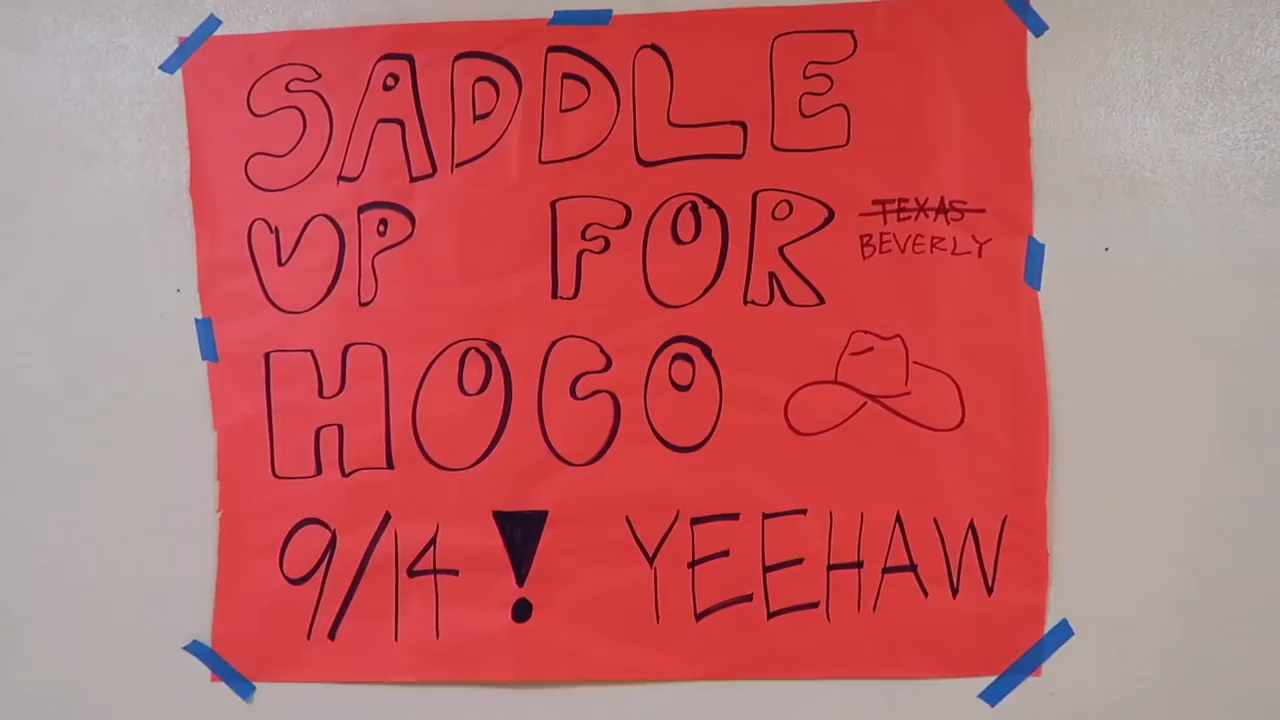 SADDLE
UP FOR
TEXAS
BEVERLY
HOCO
9/14! YEEHAW